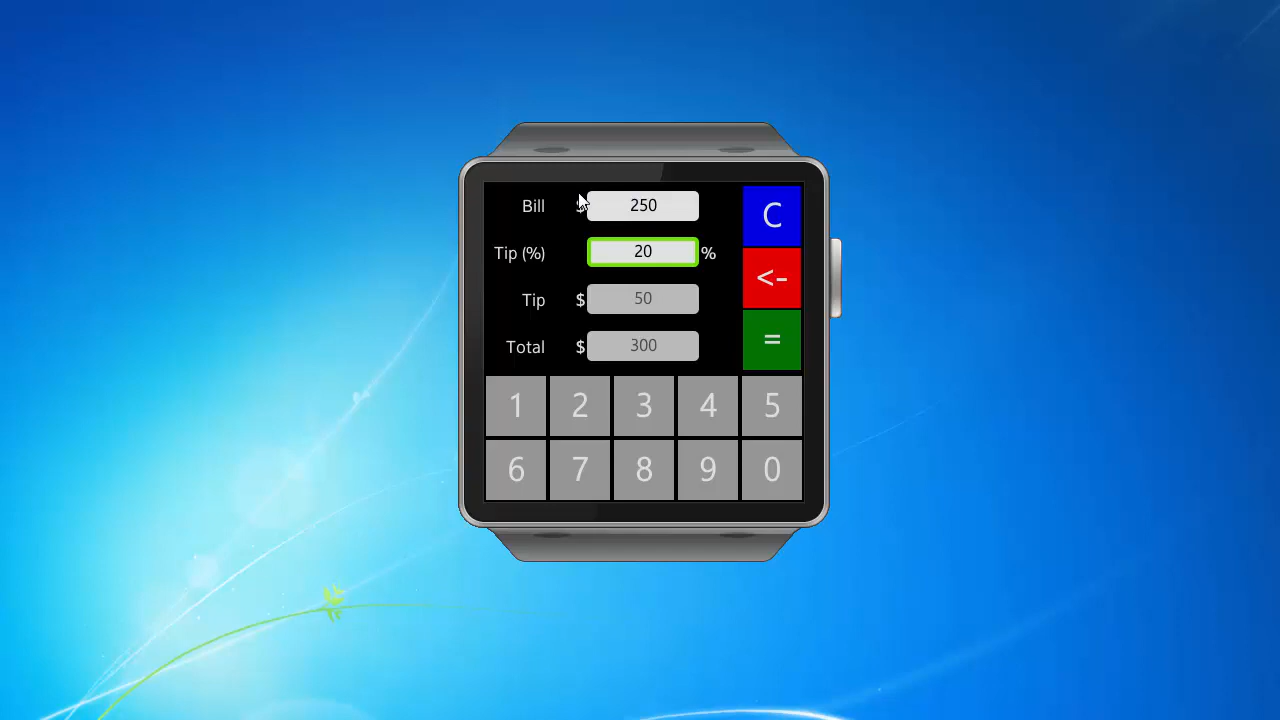 Bill $ 250 C
Tip (%) 20 % <-
Tip $ 50
Total $ 300 =
1 2 3 4 5
6 7 8 9 0